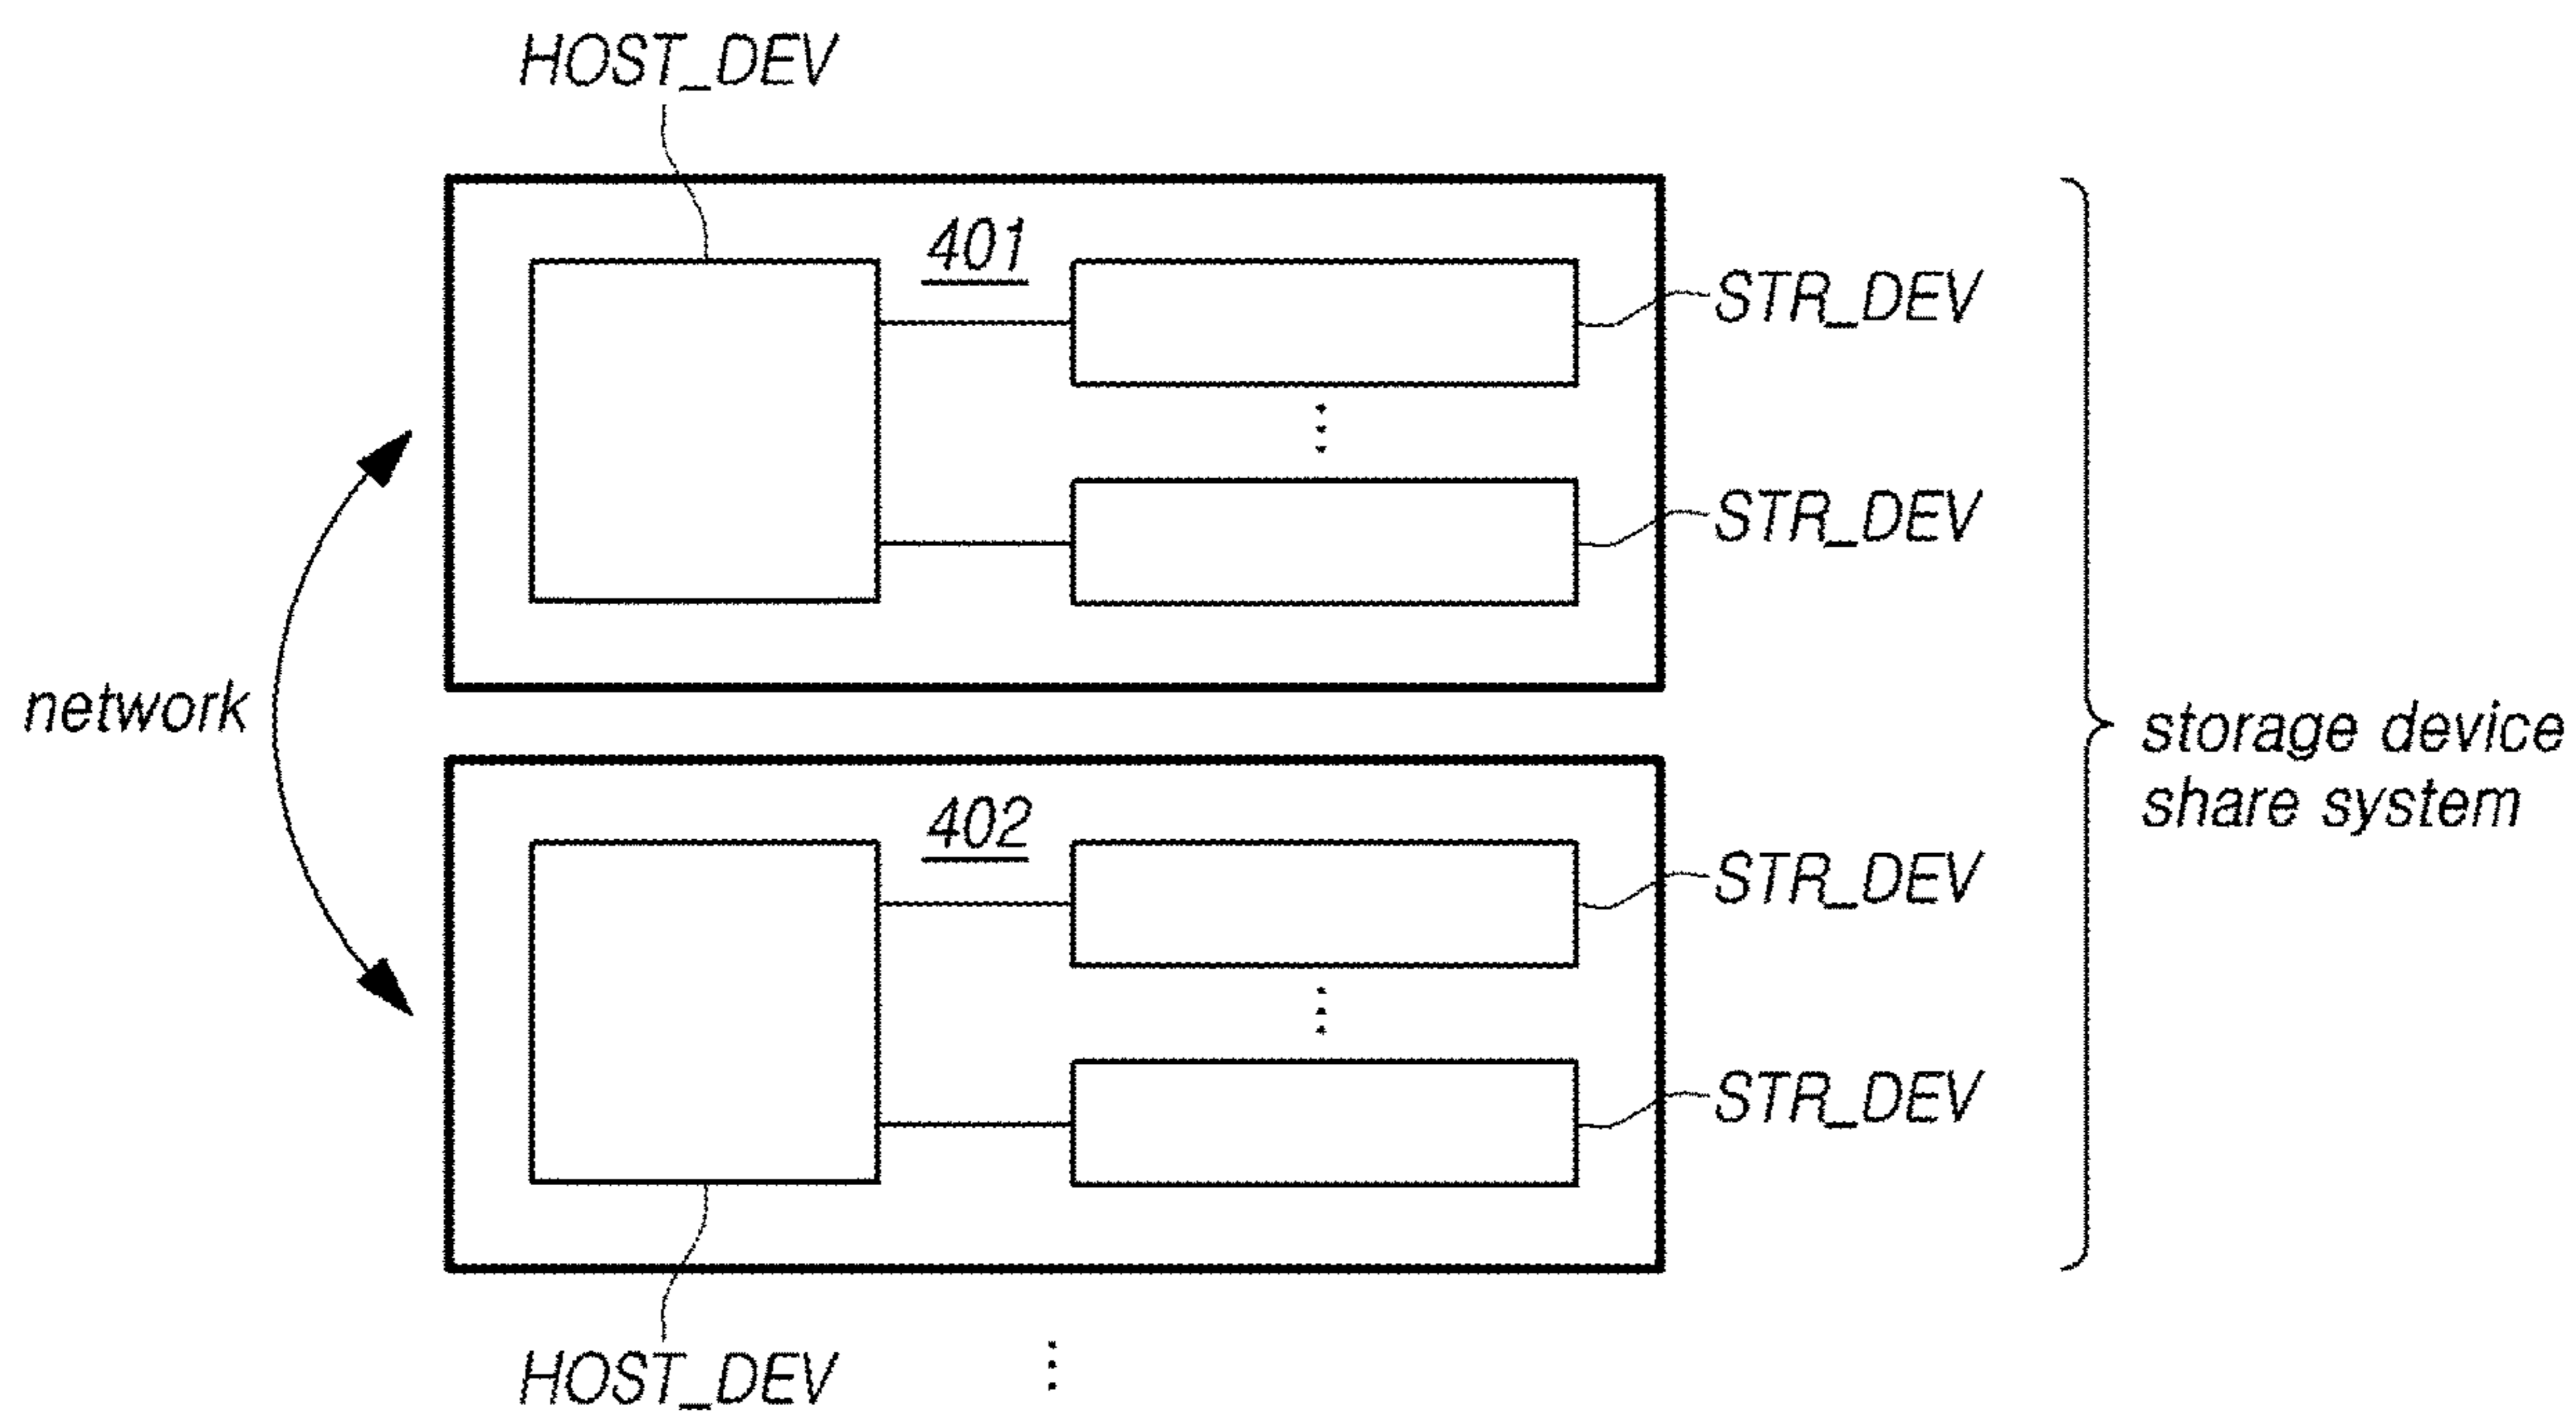 HOST_DEV
401
STR_DEV
STR_DEV
network
storage device
share system
402
STR_DEV
STR_DEV
HOST_DEV